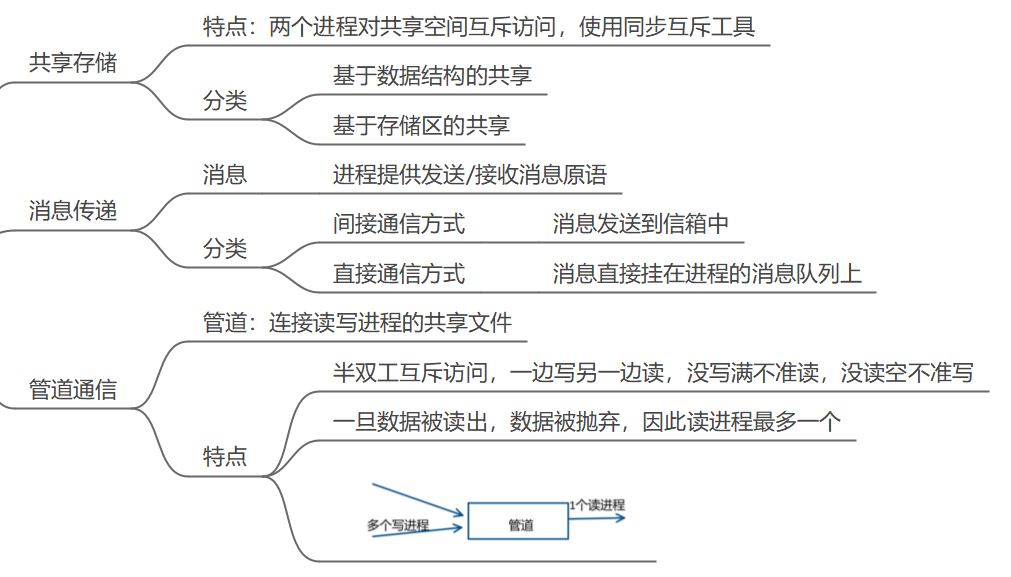 共享存储
特点：两个进程对共享空间互斥访问，使用同步互斥工具
分类
基于数据结构的共享
基于存储区的共享
消息传递
消息
进程提供发送/接收消息原语
分类
间接通信方式
消息发送到信箱中
直接通信方式
消息直接挂在进程的消息队列上
管道通信
管道：连接读写进程的共享文件
特点
半双工互斥访问，一边写另一边读，没写满不准读，没读空不准写
一旦数据被读出，数据被抛弃，因此读进程最多一个
多个写进程
管道
1个读进程